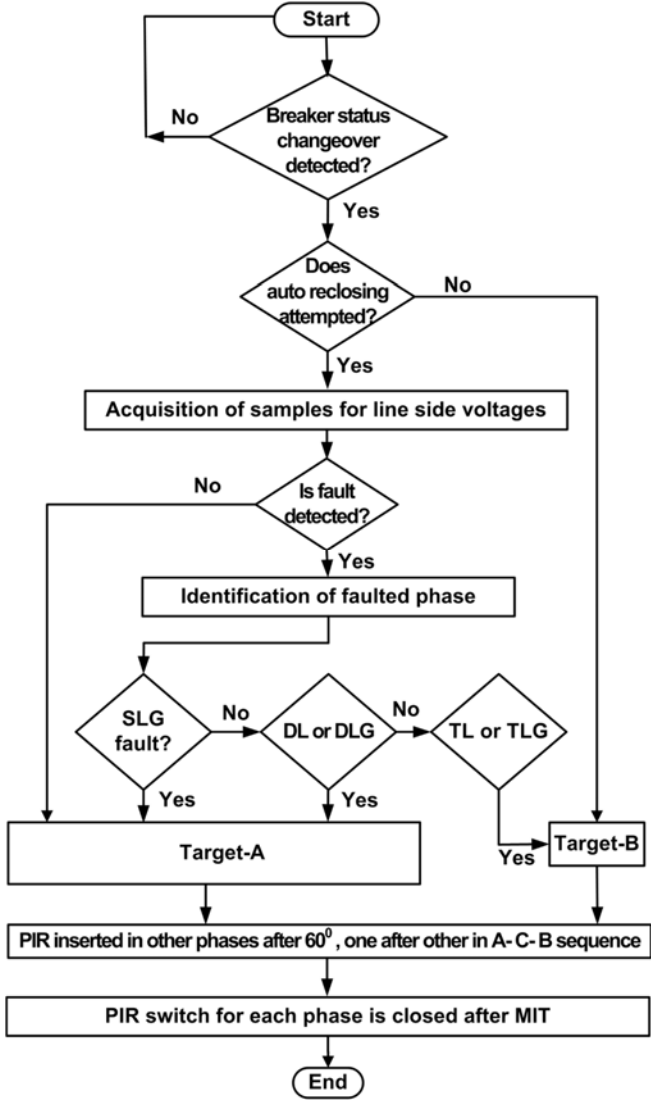 Start
No
Breaker status
changeover
detected?
Yes
Does
auto reclosing
attempted?
No
Yes
Acquisition of samples for line side voltages
No
Is fault
detected?
Yes
Identification of faulted phase
SLG
fault?
No
DL or DLG
No
TL or TLG
Yes
Yes
Yes
Target-A
Target-B
PIR inserted in other phases after 60⁰ , one after other in A- C- B sequence
PIR switch for each phase is closed after MIT
End